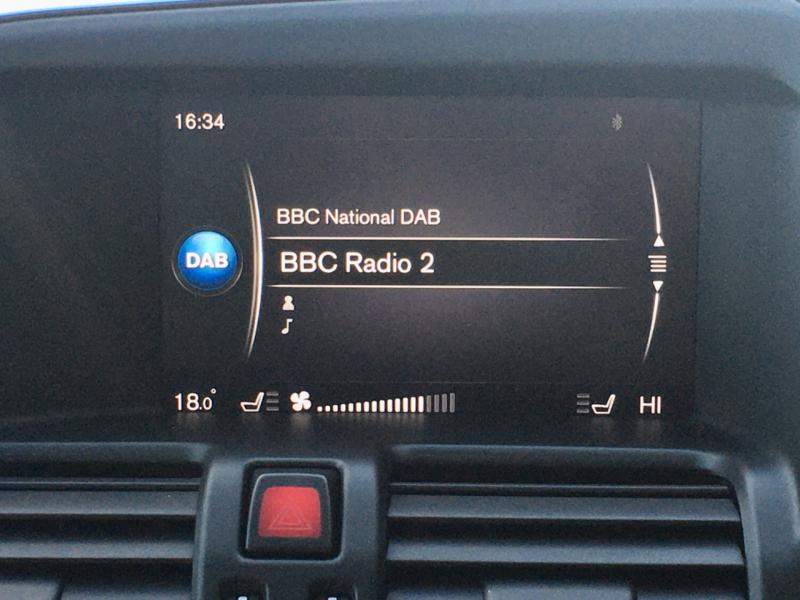 16:34
BBC National DAB
DAB
BBC Radio 2
18.0°
HI